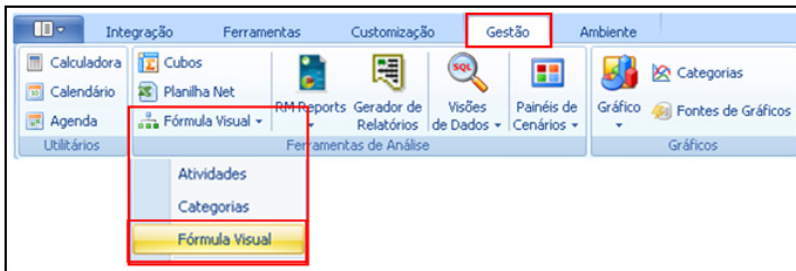 Integração Ferramentas Customização Gestão Ambiente
Calculadora
Calendário
Agenda
Utilitários
Cubos
Planilha Net
Fórmula Visual
RM Reports
Gerador de
Relatórios
SQL
Visões
de Dados
Painéis de
Cenários
Ferramentas de Análise
Gráfico
Categorias
Fontes de Gráficos
Gráficos
Atividades
Categorias
Fórmula Visual